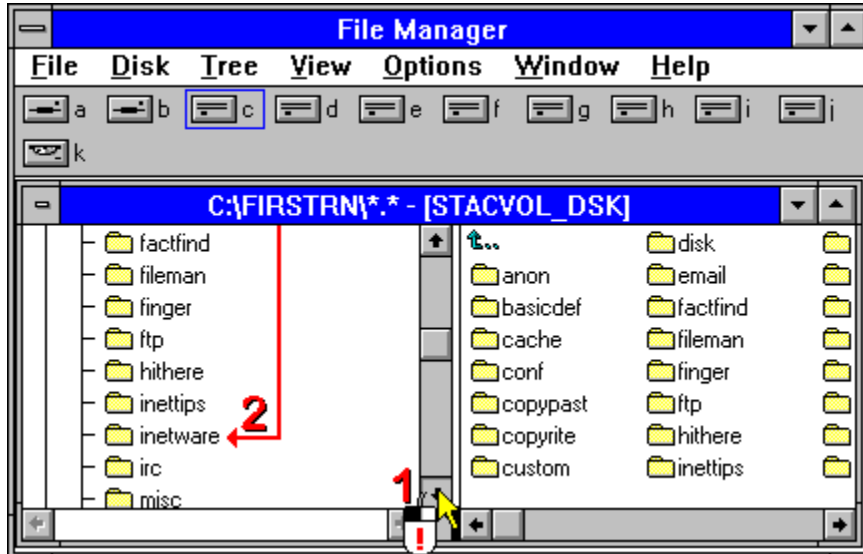 File Manager
File Disk Tree View Options Window Help
a b c d e f g h i j
k
C:\FIRSTRN\*.* - [STACVOL_DSK]
factfind
fileman
finger
ftp
hithere
inettips
inetware
irc
misc
2
1
!
..
anon
basicdef
cache
conf
copypast
copyrite
custom
disk
email
factfind
fileman
finger
ftp
hithere
inettips